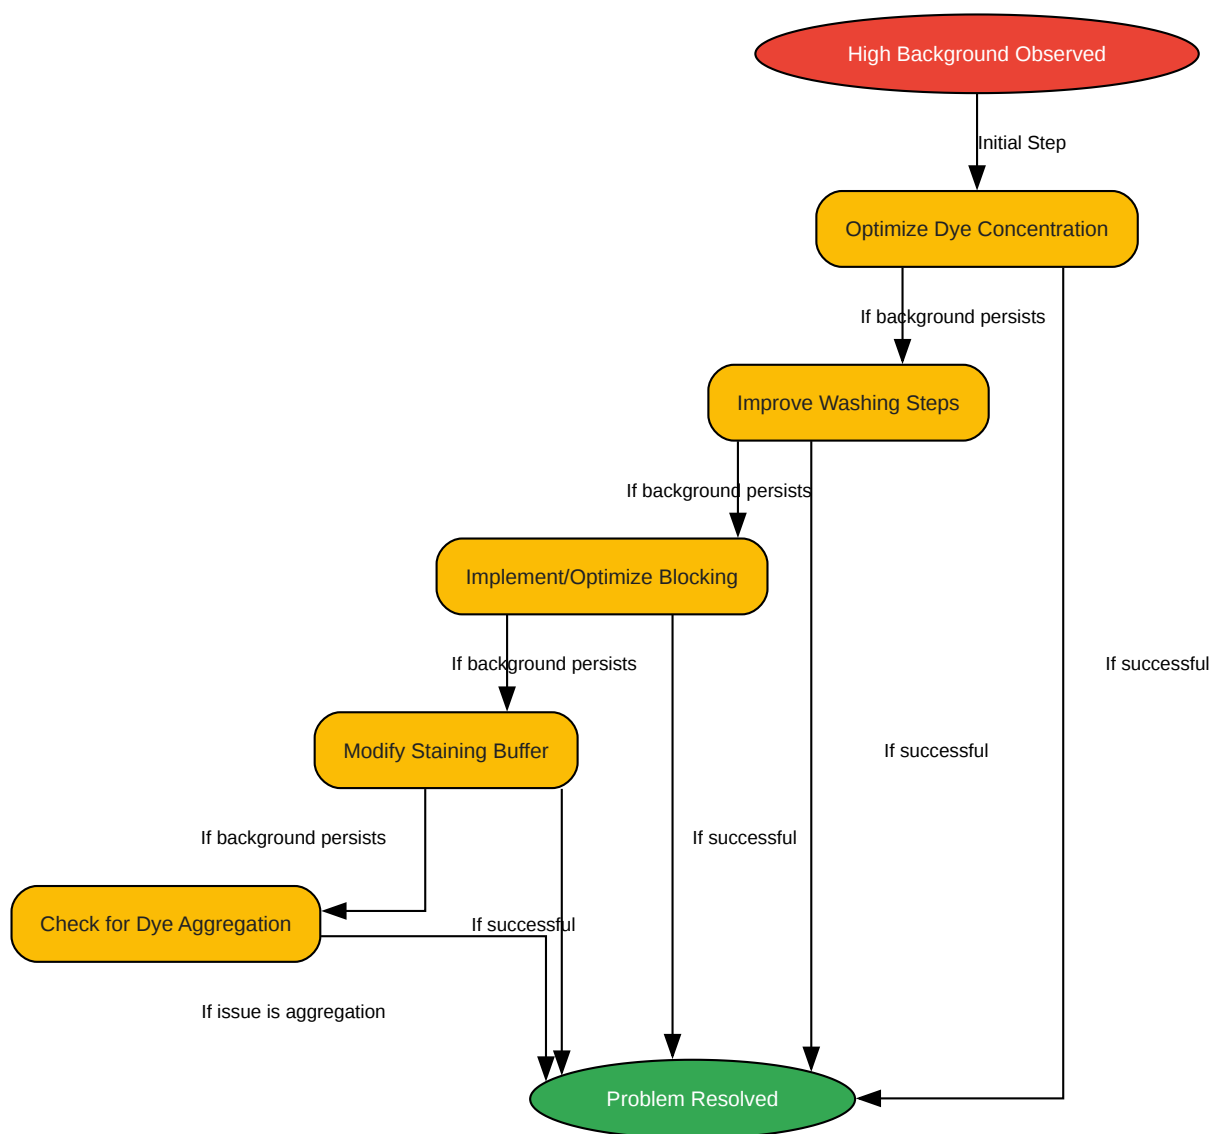 High Background Observed
Initial Step
Optimize Dye Concentration
If background persists
Improve Washing Steps
If background persists
Implement/Optimize Blocking
If background persists
If successful
Modify Staining Buffer
If successful
If background persists
If successful
Check for Dye Aggregation
If successful
If issue is aggregation
Problem Resolved